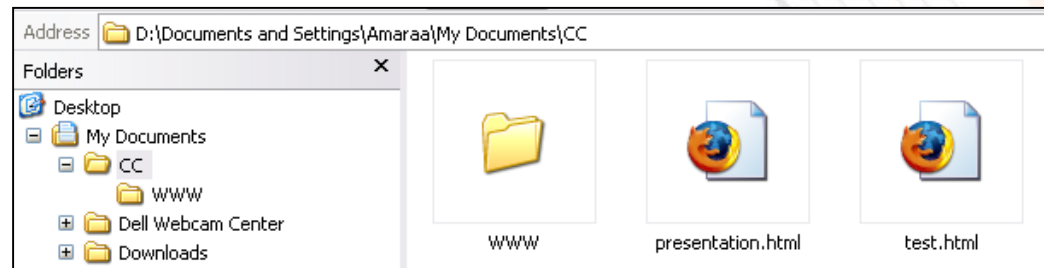 Address D:\Documents and Settings\Amaraa\My Documents\CC
Folders x
Desktop
My Documents
CC
WWW
Dell Webcam Center
Downloads
WWW
presentation.html
test.html